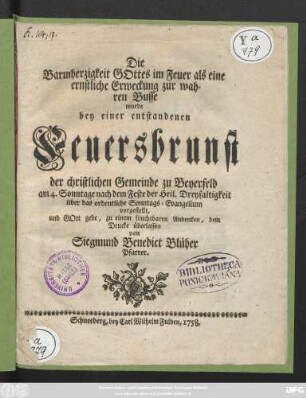 Die
Barmherzigkeit GOttes im Feuer als eine
ernstliche Erweckung zur wah-
ren Busse
wurde
bey einer entstandenen
Feuersbrunst
der christlichen Gemeinde zu Beyerfeld
am 4. Sonntage nach dem Feste der Heil. Dreyfaltigkeit
über das ordentliche Sonntags-Evangelium
vorgestellt,
und GOtt gebe, zu einem fruchtbaren Andencken, dem
Drucke überlassen
von
Siegmund Benedict Blüher
Pfarrer.
BIBLIOTHECA
PONICKAVIANA
Schneeberg, bey Carl Wilhelm Fulden, 1758.
Y a
879